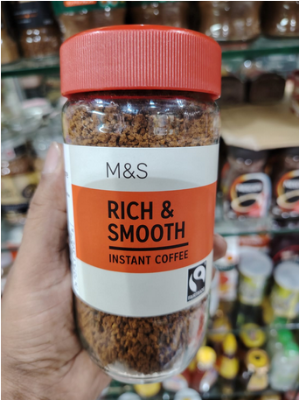 M&S
RICH &
SMOOTH
INSTANT COFFEE